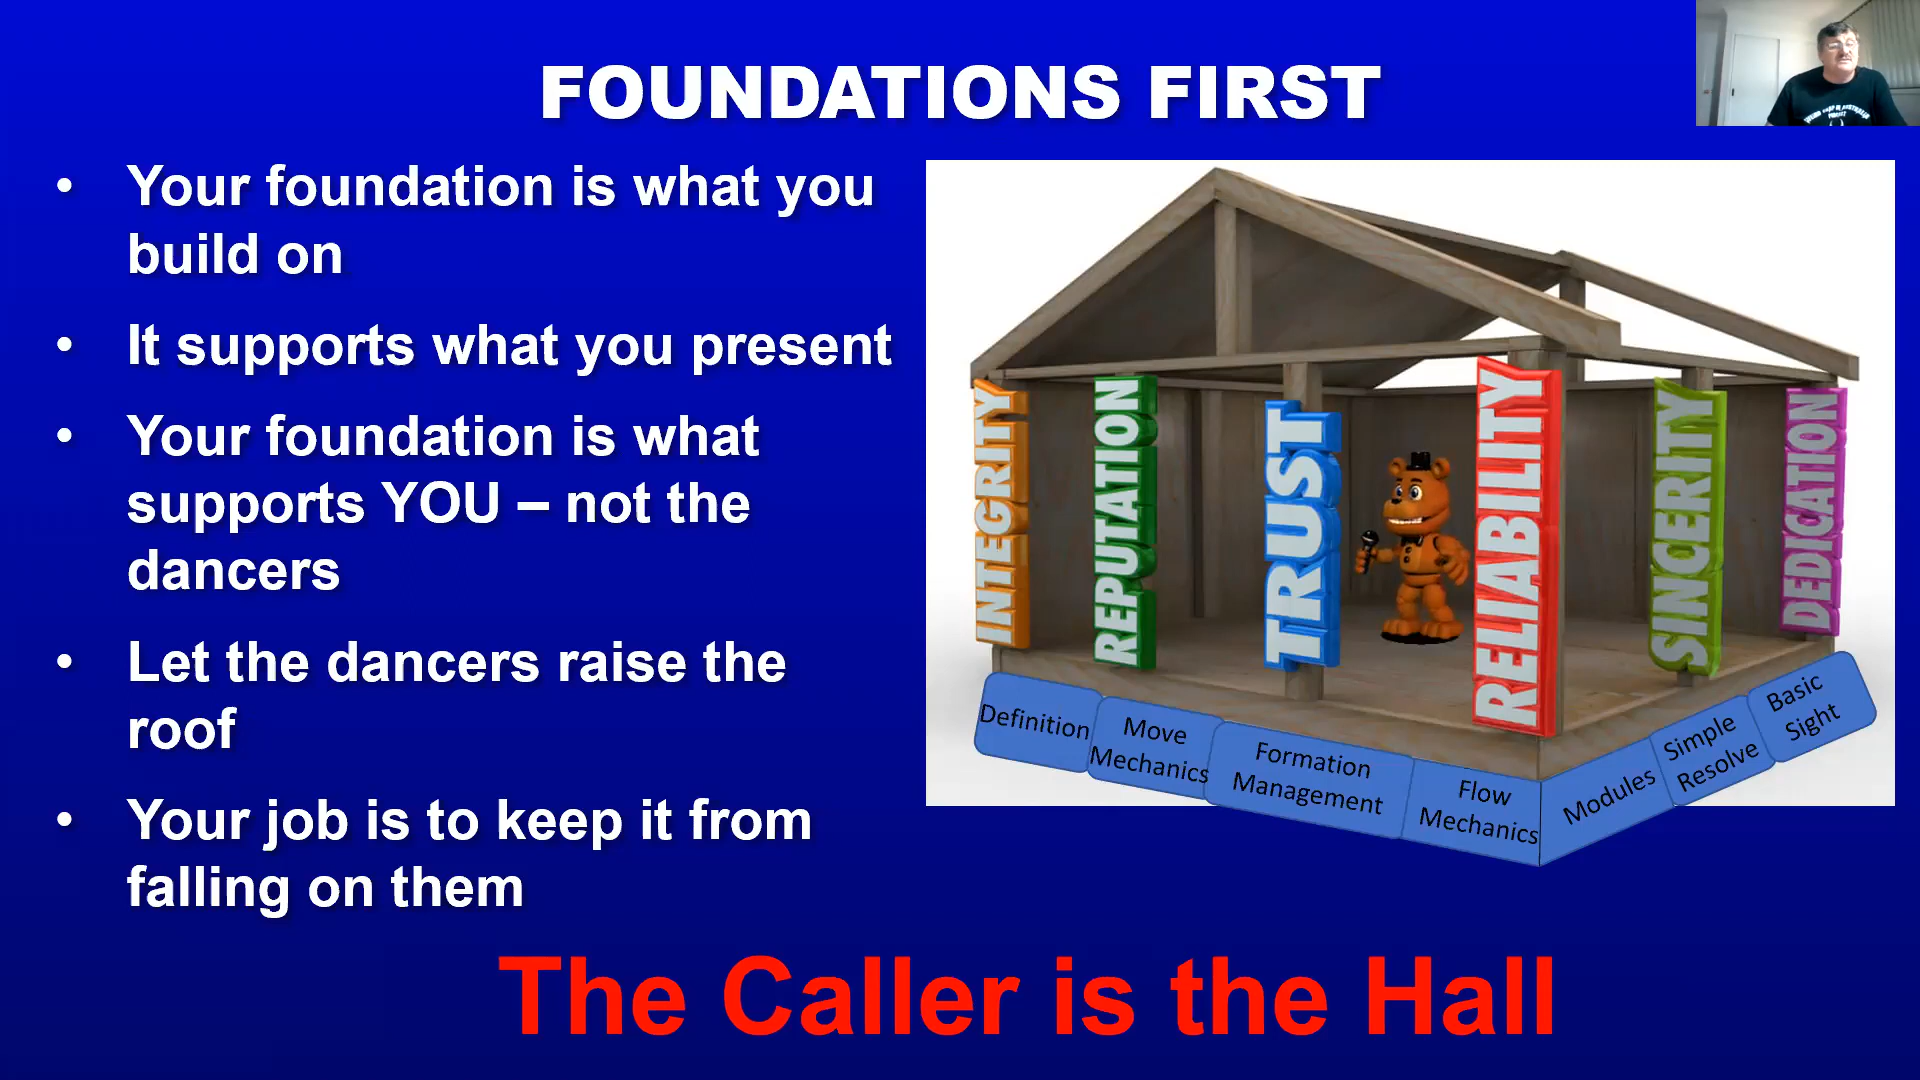 FOUNDATIONS FIRST
• Your foundation is what you
build on
• It supports what you present
• Your foundation is what
supports YOU – not the
dancers
• Let the dancers raise the
roof
• Your job is to keep it from
falling on them
INTEGRITY
REPUTATION
TRUST
RELIABILITY
SINCERITY
DEDICATION
Definition
Move
Mechanics
Formation
Management
Flow
Mechanics
Modules
Simple
Resolve
Basic
Sight
The Caller is the Hall